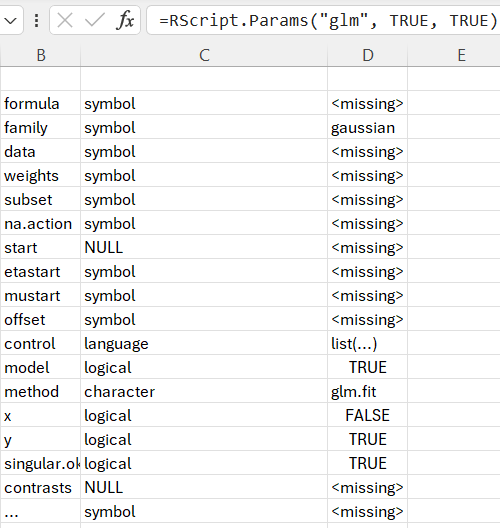 fx =RScript.Params("glm", TRUE, TRUE)
B C D E
formula symbol <missing>
family symbol gaussian
data symbol <missing>
weights symbol <missing>
subset symbol <missing>
na.action symbol <missing>
start NULL <missing>
etastart symbol <missing>
mustart symbol <missing>
offset symbol <missing>
control language list(...)
model logical TRUE
method character glm.fit
x logical FALSE
y logical TRUE
singular.ok logical TRUE
contrasts NULL <missing>
... symbol <missing>